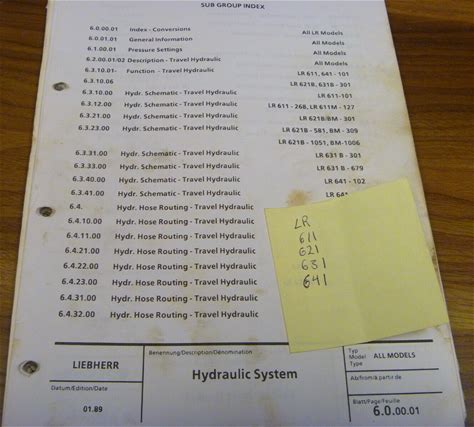 SUB GROUP INDEX
6.0.00.01 Index - Conversions All LR Models
6.0.01.01 General Information All Models
6.1.00.01 Pressure Settings All Models
6.2.00.01/02 Description - Travel Hydraulic All Models
6.3.10.01- Function - Travel Hydraulic LR 611, 641 - 101
6.3.10.06 LR 621B, 631B - 301
6.3.10.00 Hydr. Schematic - Travel Hydraulic LR 611-101
6.3.12.00 Hydr. Schematic - Travel Hydraulic LR 611 - 268, LR 611M - 127
6.3.21.00 Hydr. Schematic - Travel Hydraulic LR 621B/BM - 301
6.3.23.00 Hydr. Schematic - Travel Hydraulic LR 621B - 581, BM - 309
LR 621B - 1051, BM-1006
6.3.31.00 Hydr. Schematic - Travel Hydraulic LR 631 B - 301
6.3.33.00 Hydr. Schematic - Travel Hydraulic LR 631 B - 679
6.3.40.00 Hydr. Schematic - Travel Hydraulic LR 641 - 102
6.3.41.00 Hydr. Schematic - Travel Hydraulic LR 641
6.4. Hydr. Hose Routing - Travel Hydraulic
6.4.10.00 Hydr. Hose Routing - Travel Hydraulic
6.4.11.00 Hydr. Hose Routing - Travel Hydraulic
6.4.21.00 Hydr. Hose Routing - Travel Hydraulic
6.4.22.00 Hydr. Hose Routing - Travel Hydraulic
6.4.23.00 Hydr. Hose Routing - Travel Hydraulic
6.4.31.00 Hydr. Hose Routing - Travel Hydraulic
6.4.32.00 Hydr. Hose Routing - Travel Hydraulic
LR
611
621
631
641
LIEBHERR
Benennung/Description/Dénomination
Hydraulic System
Typ
Model ALL MODELS
Type
Ab/from/à partir de
Datum/Edition/Date
01.89
Blatt/Page/Feuille
6.0.00.01